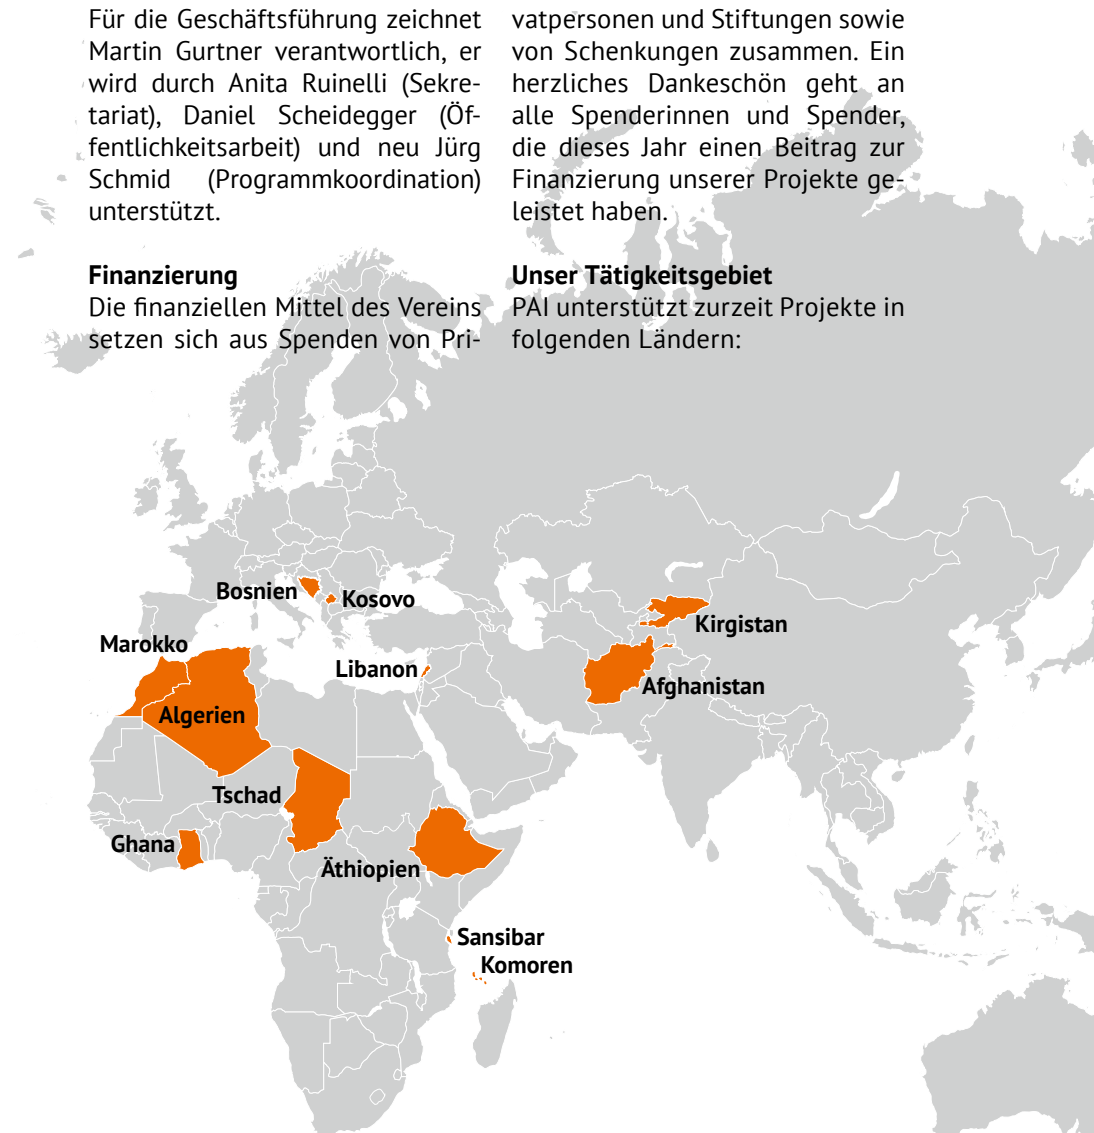 Für die Geschäftsführung zeichnet
Martin Gurtner verantwortlich, er
wird durch Anita Ruinelli (Sekre-
tariat), Daniel Scheidegger (Öf-
fentlichkeitsarbeit) und neu Jürg
Schmid (Programmkoordination)
unterstützt.
Finanzierung
Die finanziellen Mittel des Vereins
setzen sich aus Spenden von Pri-
vatpersonen und Stiftungen sowie
von Schenkungen zusammen. Ein
herzliches Dankeschön geht an
alle Spenderinnen und Spender,
die dieses Jahr einen Beitrag zur
Finanzierung unserer Projekte ge-
leistet haben.
Unser Tätigkeitsgebiet
PAI unterstützt zurzeit Projekte in
folgenden Ländern:
Bosnien
Kosovo
Kirgistan
Marokko
Libanon
Afghanistan
Algerien
Tschad
Ghana
Äthiopien
Sansibar
Komoren